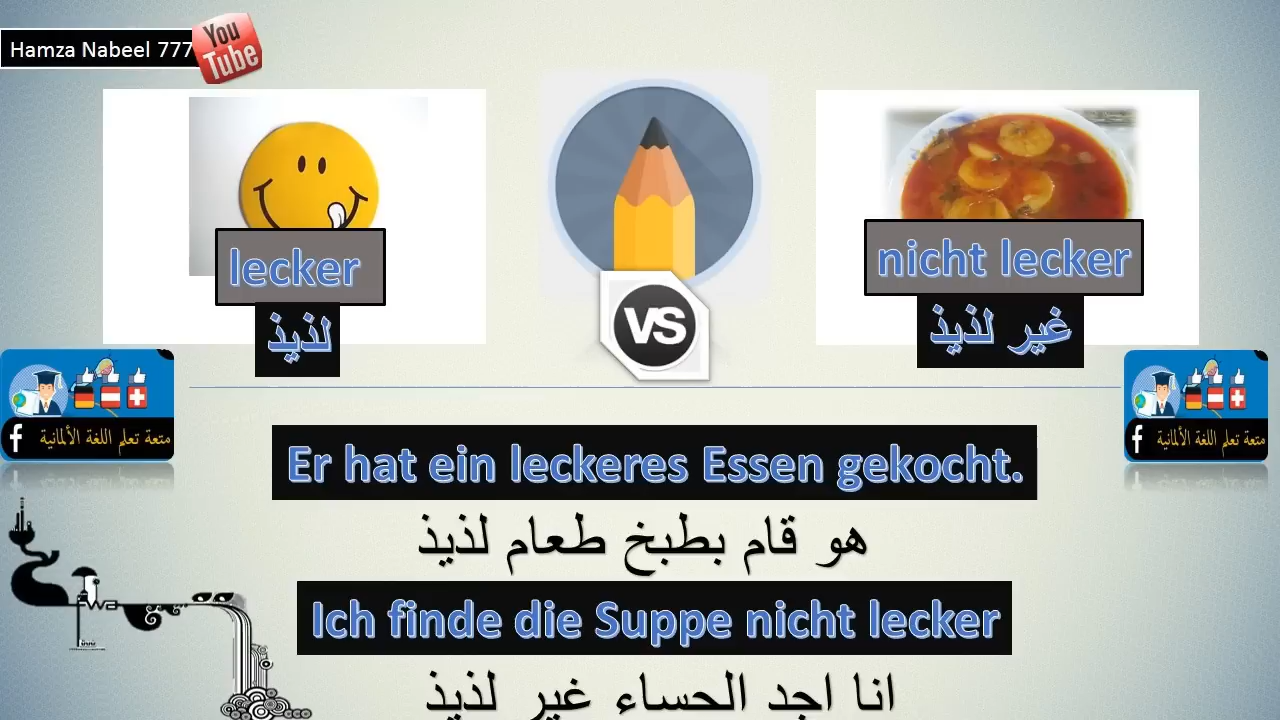 Hamza Nabeel 777
You
Tube
lecker
لذيذ
VS
nicht lecker
غير لذيذ
f متعة تعلم اللغة الألمانية
f متعة تعلم اللغة الألمانية
Er hat ein leckeres Essen gekocht.
هو قام بطبخ طعام لذيذ
Ich finde die Suppe nicht lecker
انا اجد الحساء غير لذيذ